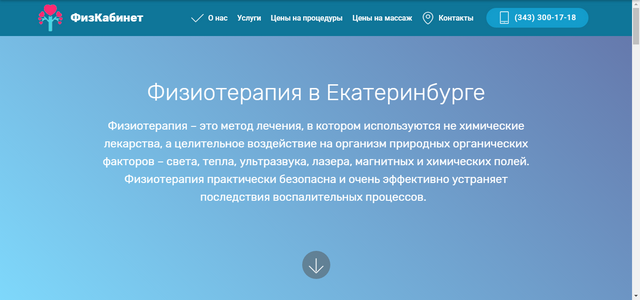 ФизКабинет
О нас
Услуги
Цены на процедуры
Цены на массаж
Контакты
(343) 300-17-18
Физиотерапия в Екатеринбурге
Физиотерапия – это метод лечения, в котором используются не химические
лекарства, а целительное воздействие на организм природных органических
факторов – света, тепла, ультразвука, лазера, магнитных и химических полей.
Физиотерапия практически безопасна и очень эффективно устраняет
последствия воспалительных процессов.